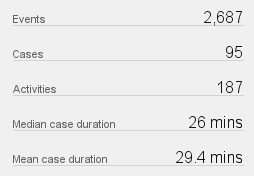 Events 2,687
Cases 95
Activities 187
Median case duration 26 mins
Mean case duration 29.4 mins